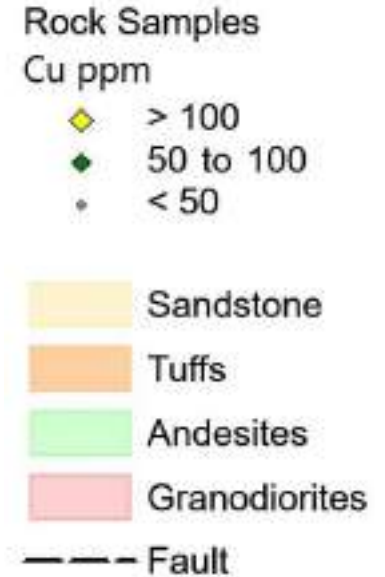 Rock Samples
Cu ppm
> 100
50 to 100
< 50
Sandstone
Tuffs
Andesites
Granodiorites
Fault